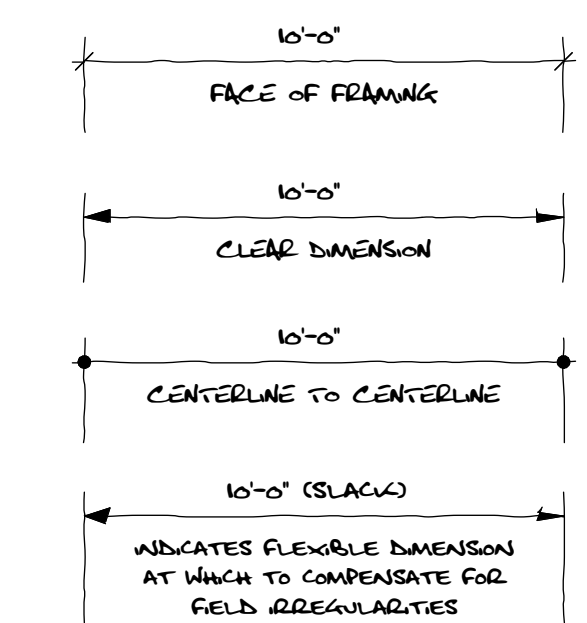 10'-0"
FACE OF FRAMING
10'-0"
CLEAR DIMENSION
10'-0"
CENTERLINE TO CENTERLINE
10'-0" (SLACK)
INDICATES FLEXIBLE DIMENSION
AT WHICH TO COMPENSATE FOR
FIELD IRREGULARITIES